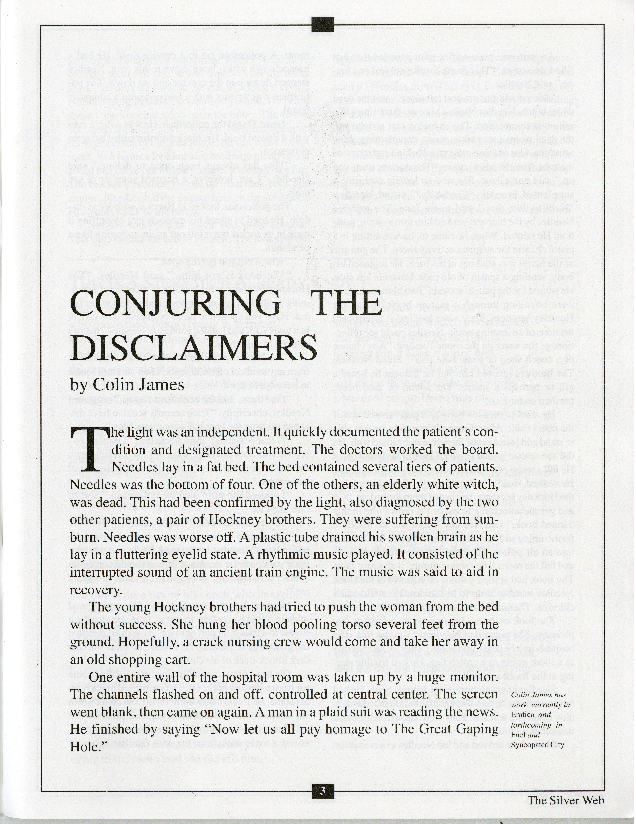 CONJURING THE
DISCLAIMERS
by Colin James
The light was an independent. It quickly documented the patient's con-
dition and designated treatment. The doctors worked the board.
Needles lay in a fat bed. The bed contained several tiers of patients.
Needles was the bottom of four. One of the others, an elderly white witch,
was dead. This had been confirmed by the light, also diagnosed by the two
other patients, a pair of Hockney brothers. They were suffering from sun-
burn. Needles was worse off. A plastic tube drained his swollen brain as he
lay in a fluttering eyelid state. A rhythmic music played. It consisted of the
interrupted sound of an ancient train engine. The music was said to aid in
recovery.
The young Hockney brothers had tried to push the woman from the bed
without success. She hung her blood pooling torso several feet from the
ground. Hopefully, a crack nursing crew would come and take her away in
an old shopping cart.
One entire wall of the hospital room was taken up by a huge monitor.
The channels flashed on and off, controlled at central center. The screen
went blank, then came on again. A man in a plaid suit was reading the news.
He finished by saying "Now let us all pay homage to The Great Gaping
Hole."
Colin James has
work currently in
and
forthcoming in
Fuel and
City
3
The Silver Web